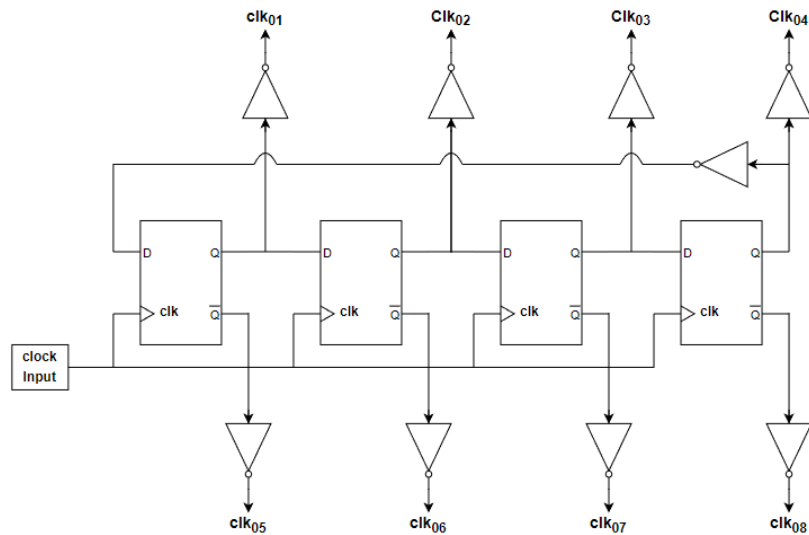 clk01
Clk02
Clk03
Clk04
D Q D Q D Q D Q
clk Q̅ clk Q̅ clk Q̅ clk Q̅
clock
Input
clk05
clk06
clk07
clk08